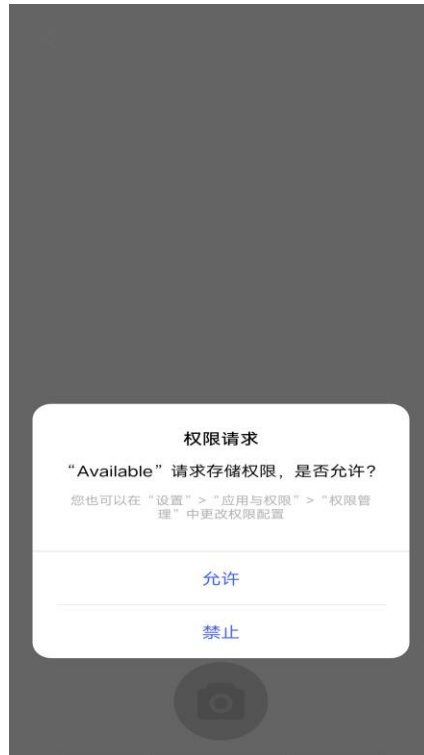 权限请求
“Available”请求存储权限，是否允许？
您也可以在“设置”>“应用与权限”>“权限管
理”中更改权限配置
允许
禁止